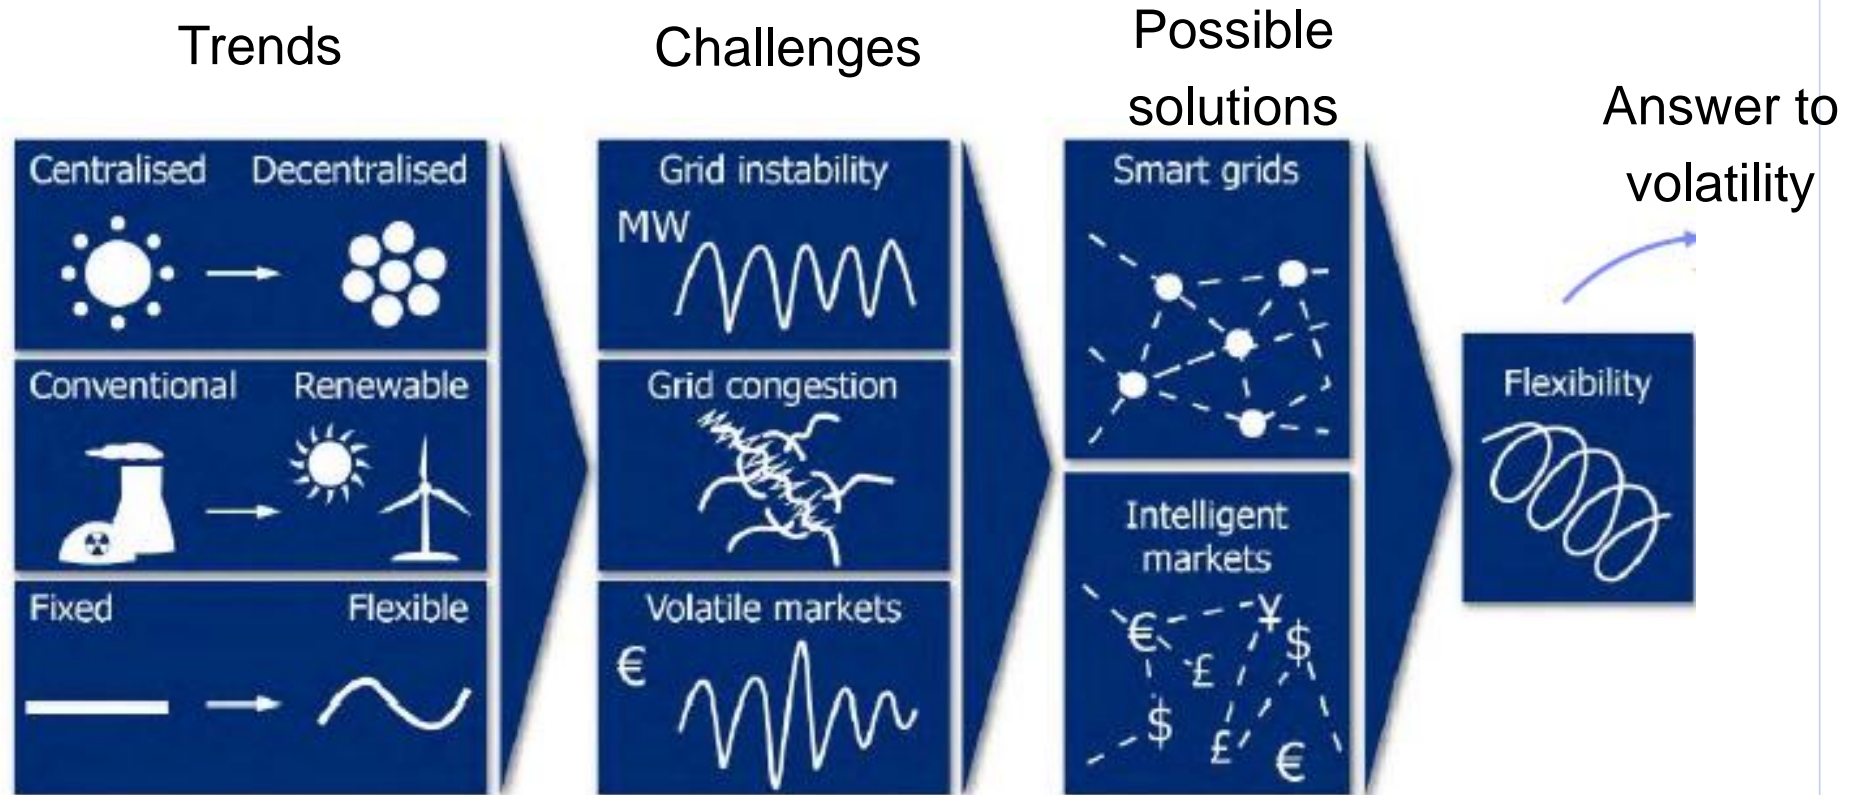 Trends
Challenges
Possible
solutions
Answer to
volatility
Centralised Decentralised
Conventional Renewable
Fixed Flexible
Grid instability
MW
Grid congestion
Volatile markets
€
Smart grids
Intelligent
markets
€ ¥ $
£
$ £ €
Flexibility